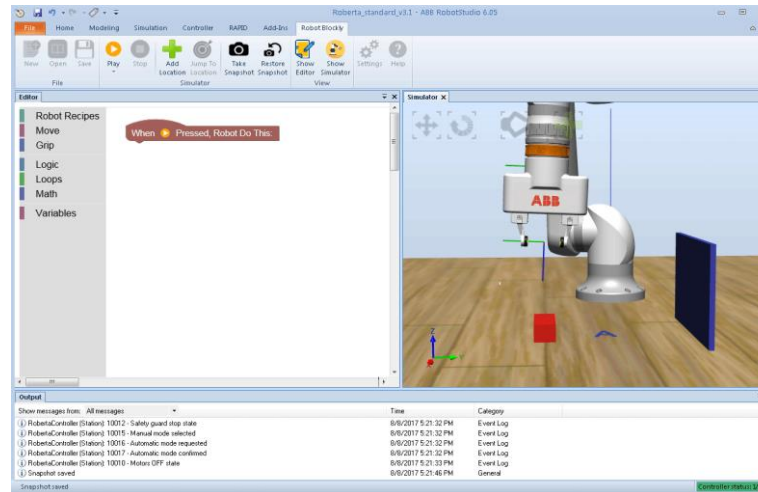 Roberta_standard_v3.1 - ABB RobotStudio 6.05
File Home Modeling Simulation Controller RAPID Add-Ins Robot Blockly
New Open Save Play Stop Add Location Jump To Location Take Snapshot Restore Snapshot Show Editor Show Simulator Settings Help
File Simulator View
Editor Simulator
Robot Recipes
Move
Grip
Logic
Loops
Math
Variables
When Pressed, Robot Do This:
ABB
Z
Y
Output
Show messages from: All messages Time Category
RobertaController (Station): 10012 - Safety guard stop state 8/8/2017 5:21:32 PM Event Log
RobertaController (Station): 10015 - Manual mode selected 8/8/2017 5:21:32 PM Event Log
RobertaController (Station): 10016 - Automatic mode requested 8/8/2017 5:21:32 PM Event Log
RobertaController (Station): 10017 - Automatic mode confirmed 8/8/2017 5:21:32 PM Event Log
RobertaController (Station): 10010 - Motors OFF state 8/8/2017 5:21:33 PM Event Log
Snapshot saved 8/8/2017 5:21:46 PM General
Snapshot saved Controller status: 1/